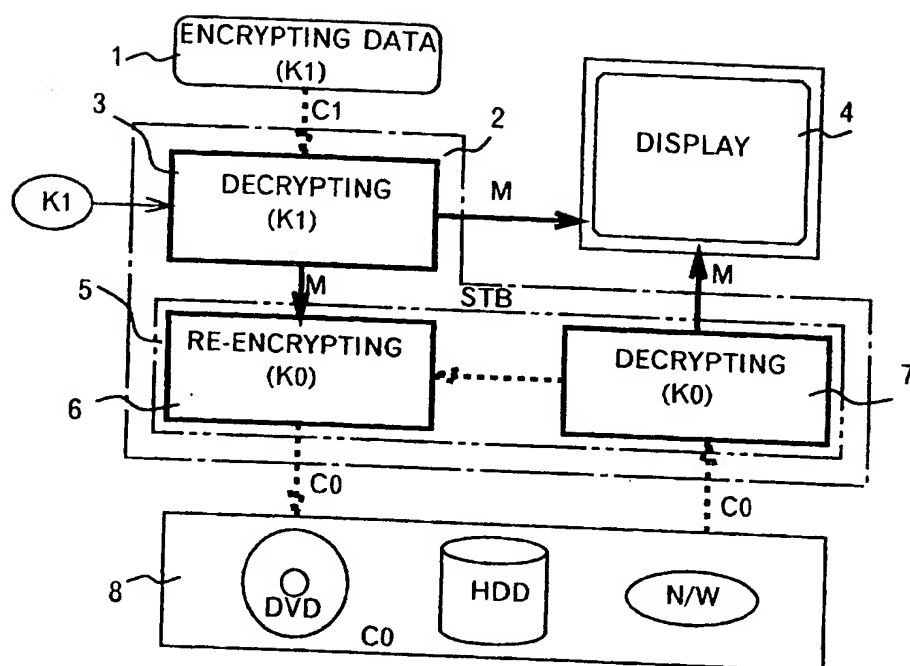 ENCRYPTING DATA
(K1)
1
C1
3
2
4
DISPLAY
DECRYPTING
(K1)
K1
M
M
M
STB
5
RE-ENCRYPTING
(K0)
DECRYPTING
(K0)
7
6
C0
C0
8
DVD
HDD
N/W
C0